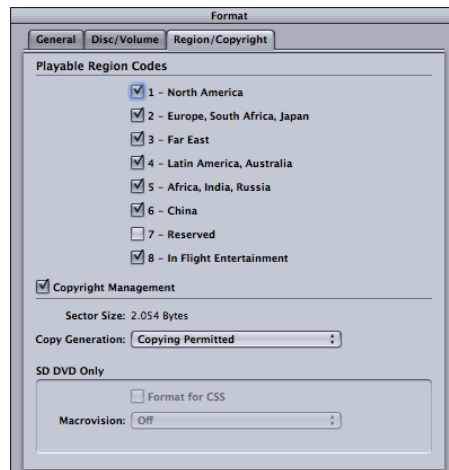 Format
General Disc/Volume Region/Copyright
Playable Region Codes
1 – North America
2 – Europe, South Africa, Japan
3 – Far East
4 – Latin America, Australia
5 – Africa, India, Russia
6 – China
7 – Reserved
8 – In Flight Entertainment
Copyright Management
Sector Size: 2.054 Bytes
Copy Generation: Copying Permitted
SD DVD Only
Format for CSS
Macrovision: Off